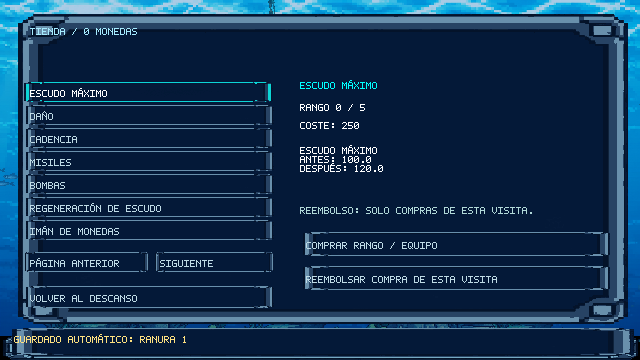 TIENDA / 0 MONEDAS
ESCUDO MÁXIMO
DAÑO
CADENCIA
MISILES
BOMBAS
REGENERACIÓN DE ESCUDO
IMÁN DE MONEDAS
PÁGINA ANTERIOR
SIGUIENTE
VOLVER AL DESCANSO
ESCUDO MÁXIMO
RANGO 0 / 5
COSTE: 250
ESCUDO MÁXIMO
ANTES: 100.0
DESPUÉS: 120.0
REEMBOLSO: SOLO COMPRAS DE ESTA VISITA.
COMPRAR RANGO / EQUIPO
REEMBOLSAR COMPRA DE ESTA VISITA
GUARDADO AUTOMÁTICO: RANURA 1